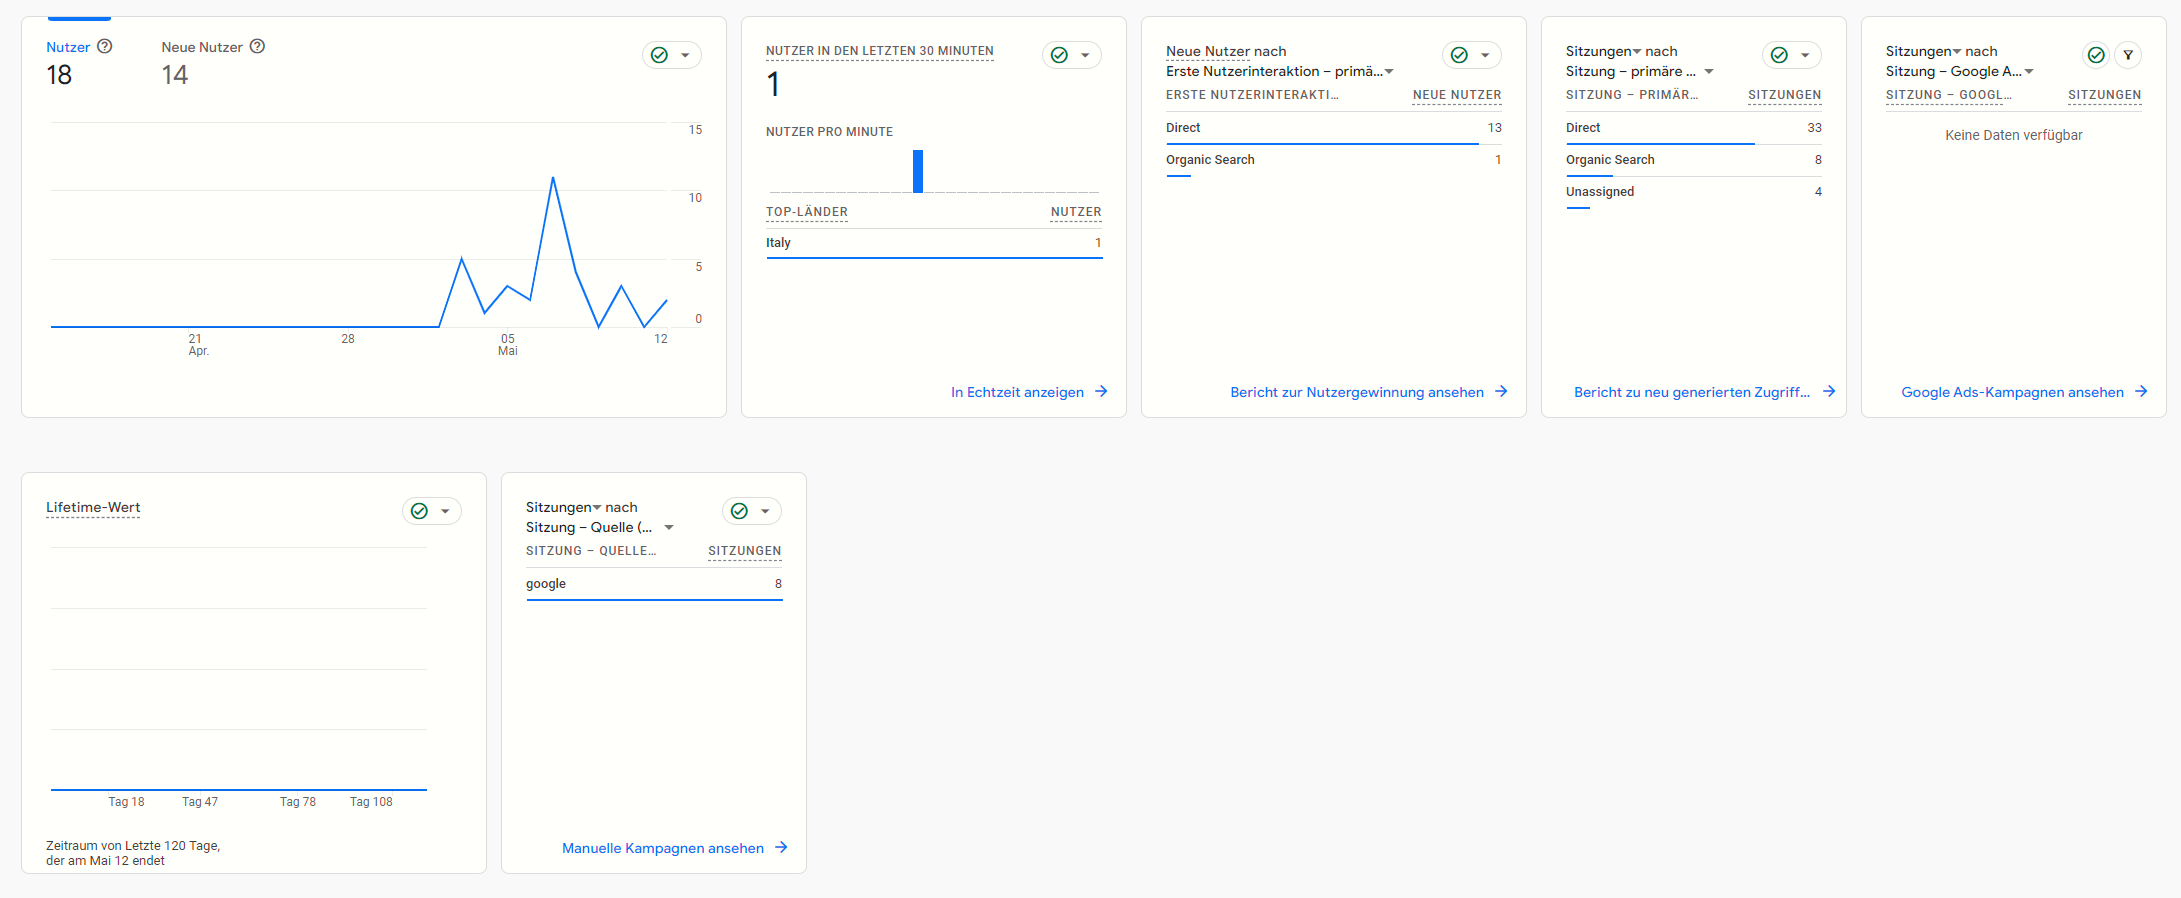 Nutzer
18
Neue Nutzer
14
15
10
5
0
21
Apr.
28
05
Mai
12
NUTZER IN DEN LETZTEN 30 MINUTEN
1
NUTZER PRO MINUTE
TOP-LÄNDER NUTZER
Italy 1
In Echtzeit anzeigen
Neue Nutzer nach
Erste Nutzerinteraktion – primä...
ERSTE NUTZERINTERAKTI... NEUE NUTZER
Direct 13
Organic Search 1
Bericht zur Nutzergewinnung ansehen
Sitzungen nach
Sitzung – primäre ...
SITZUNG – PRIMÄR... SITZUNGEN
Direct 33
Organic Search 8
Unassigned 4
Bericht zu neu generierten Zugriff...
Sitzungen nach
Sitzung – Google A...
SITZUNG – GOOGL... SITZUNGEN
Keine Daten verfügbar
Google Ads-Kampagnen ansehen
Lifetime-Wert
Tag 18 Tag 47 Tag 78 Tag 108
Zeitraum von Letzte 120 Tage,
der am Mai 12 endet
Sitzungen nach
Sitzung – Quelle (...
SITZUNG – QUELLE... SITZUNGEN
google 8
Manuelle Kampagnen ansehen